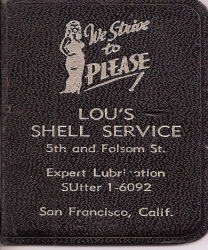 We Strive
to
PLEASE
LOU'S
SHELL SERVICE
5th and Folsom St.
Expert Lubrication
SUtter 1-6092
San Francisco, Calif.